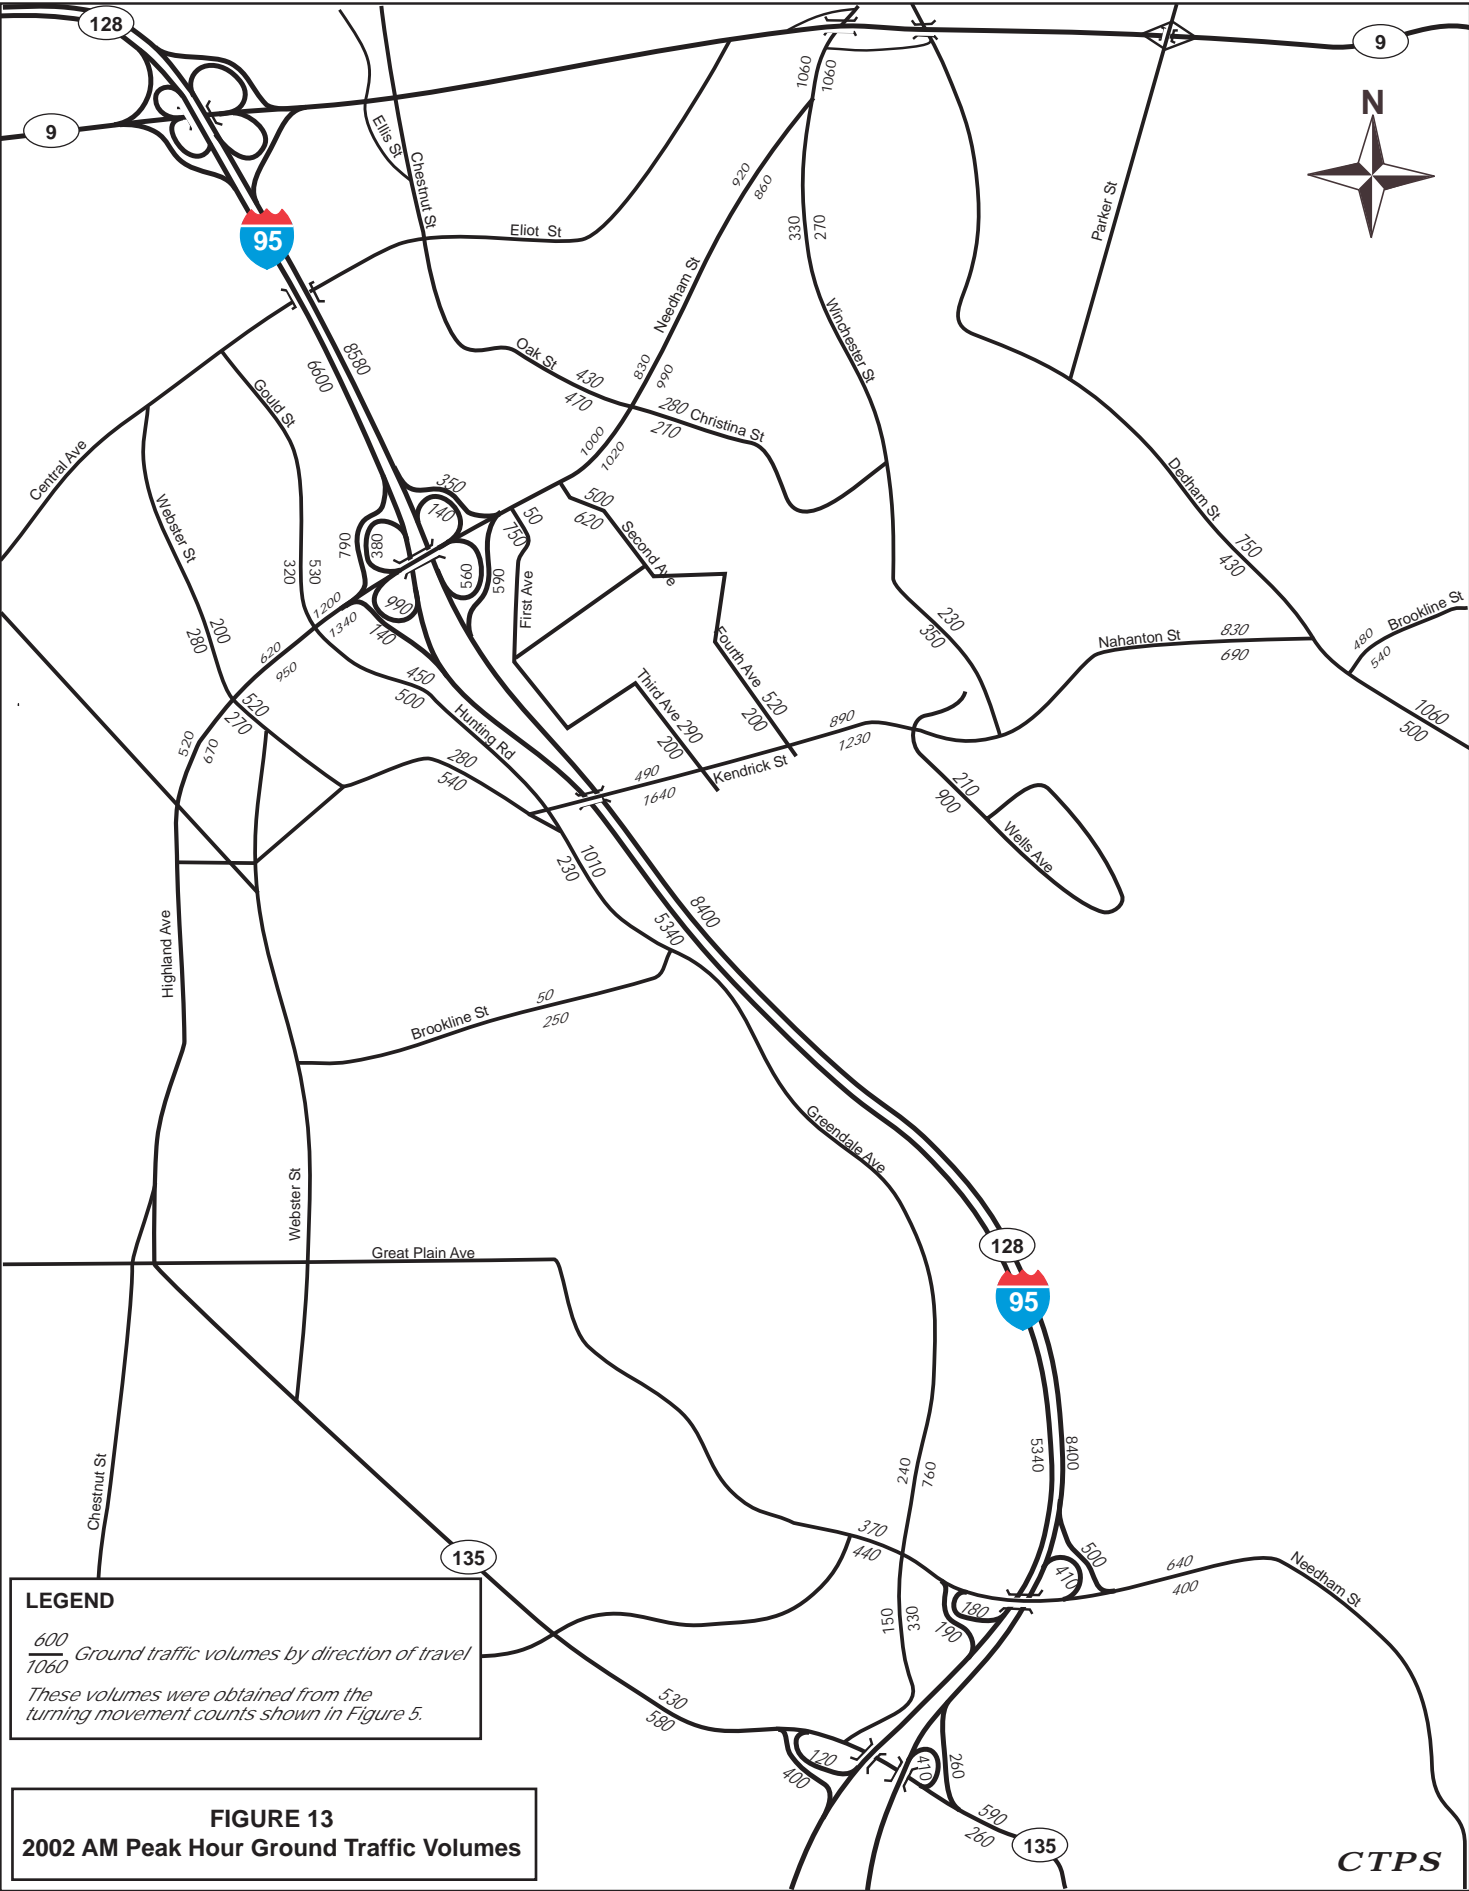 128
9
9
N
1060
1060
Ellis St
Chestnut St
920
860
Parker St
330
270
95
Eliot St
Needham St
Winchester St
8580
6600
Oak St
430
470
830
990
280
Christina St
210
Gould St
1000
1020
Central Ave
Webster St
350
140
50
750
500
620
Second Ave
Dedham St
750
430
790
380
560
590
First Ave
320
530
1200
1340
990
140
200
280
620
950
450
500
Hunting Rd
230
350
Nahanton St
830
690
480
540
Brookline St
Fourth Ave
520
200
Third Ave
290
200
1060
500
520
270
520
670
890
1230
280
540
490
1640
Kendrick St
210
900
Wells Ave
1010
230
8400
5340
Highland Ave
Brookline St
50
250
Greendale Ave
Webster St
Great Plain Ave
128
95
Chestnut St
5340
8400
240
760
370
440
135
500
410
640
400
Needham St
180
190
150
330
LEGEND
600
1060
Ground traffic volumes by direction of travel
These volumes were obtained from the
turning movement counts shown in Figure 5.
530
580
120
400
410
260
590
260
135
FIGURE 13
2002 AM Peak Hour Ground Traffic Volumes
CTPS